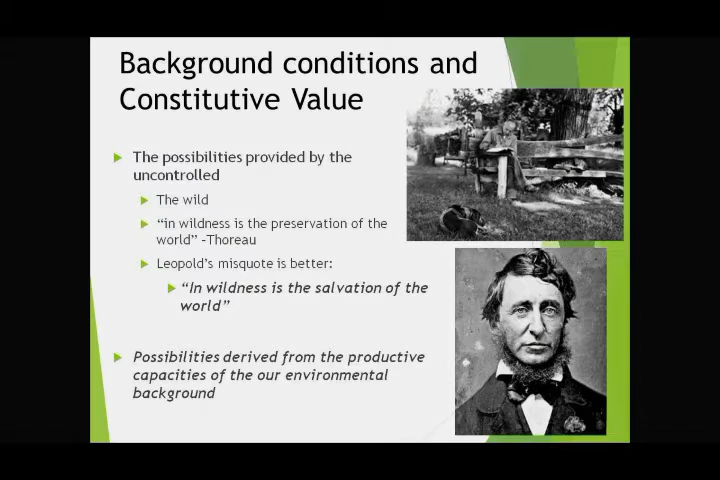 Background conditions and
Constitutive Value
The possibilities provided by the
uncontrolled
The wild
“in wildness is the preservation of the
world” –Thoreau
Leopold’s misquote is better:
“In wildness is the salvation of the
world”
Possibilities derived from the productive
capacities of the our environmental
background